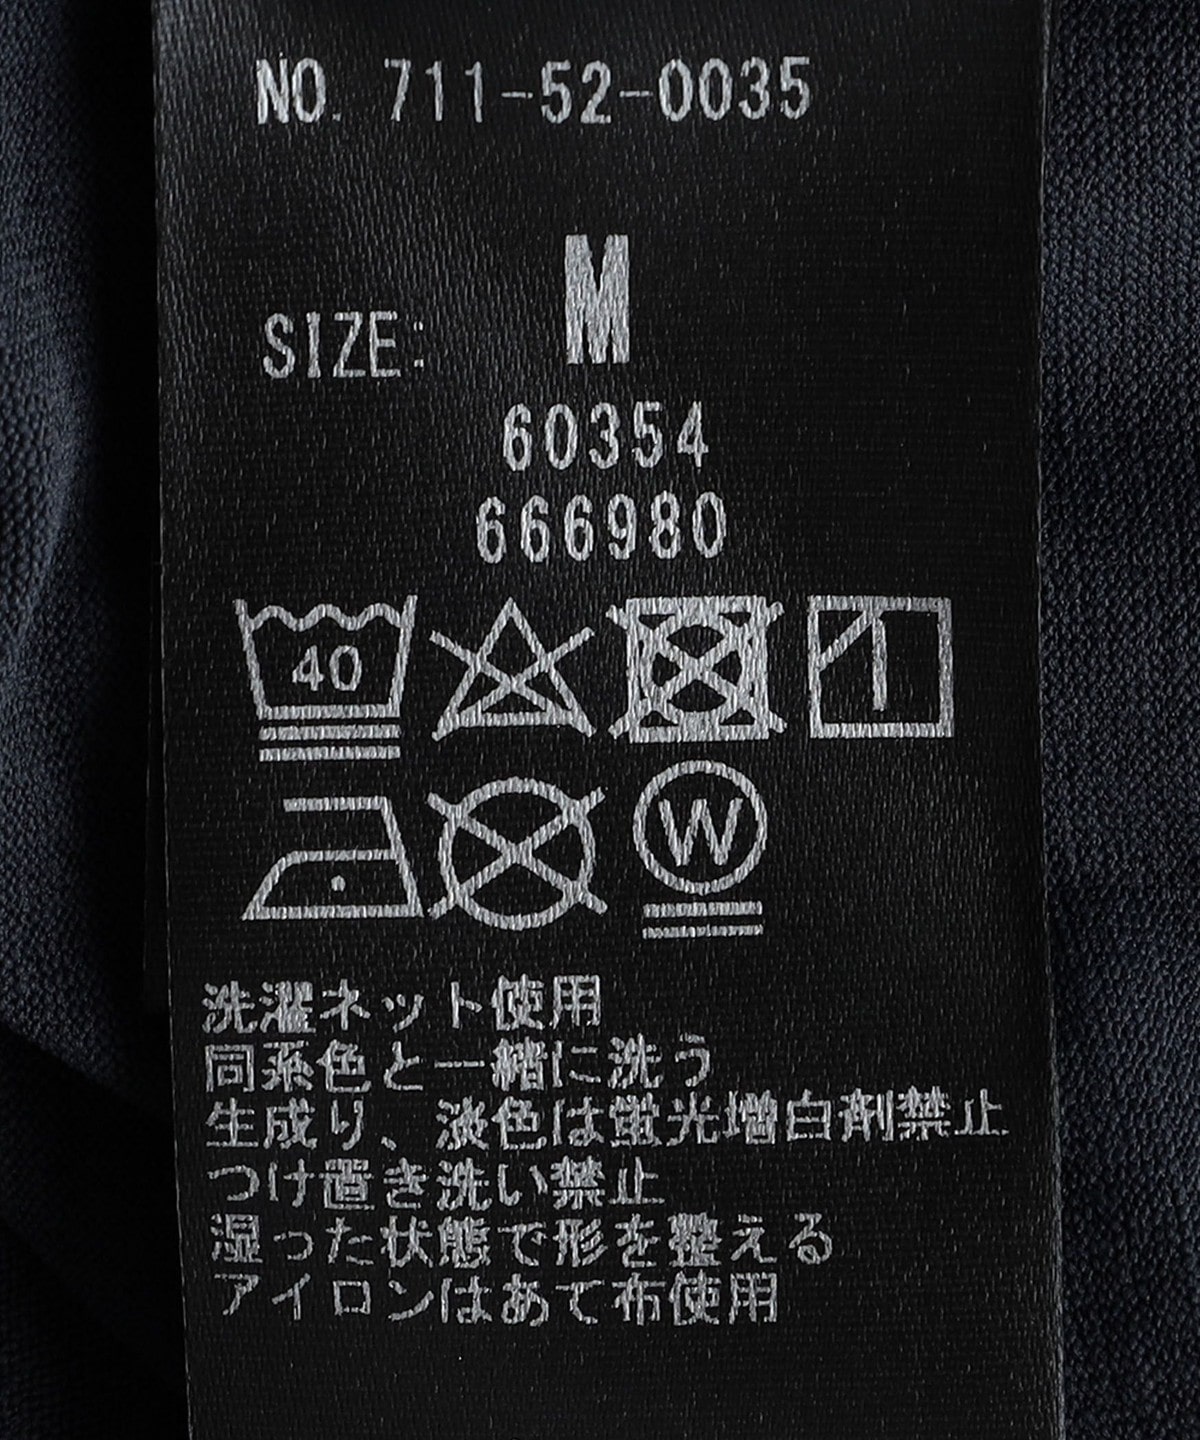 NO. 711-52-0035
M
SIZE:
60354
666980
40
W
洗濯ネット使用
同系色と一緒に洗う
生成り、淡色は蛍光増白剤禁止
つけ置き洗い禁止
湿った状態で形を整える
アイロンはあて布使用